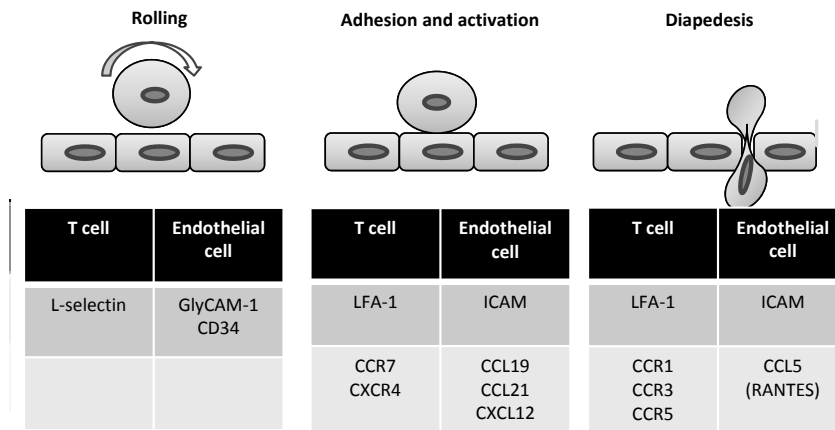 Rolling
Adhesion and activation
Diapedesis
T cell
Endothelial
cell
L-selectin
GlyCAM-1
CD34
T cell
Endothelial
cell
LFA-1
ICAM
CCR7
CXCR4
CCL19
CCL21
CXCL12
T cell
Endothelial
cell
LFA-1
ICAM
CCR1
CCR3
CCR5
CCL5
(RANTES)